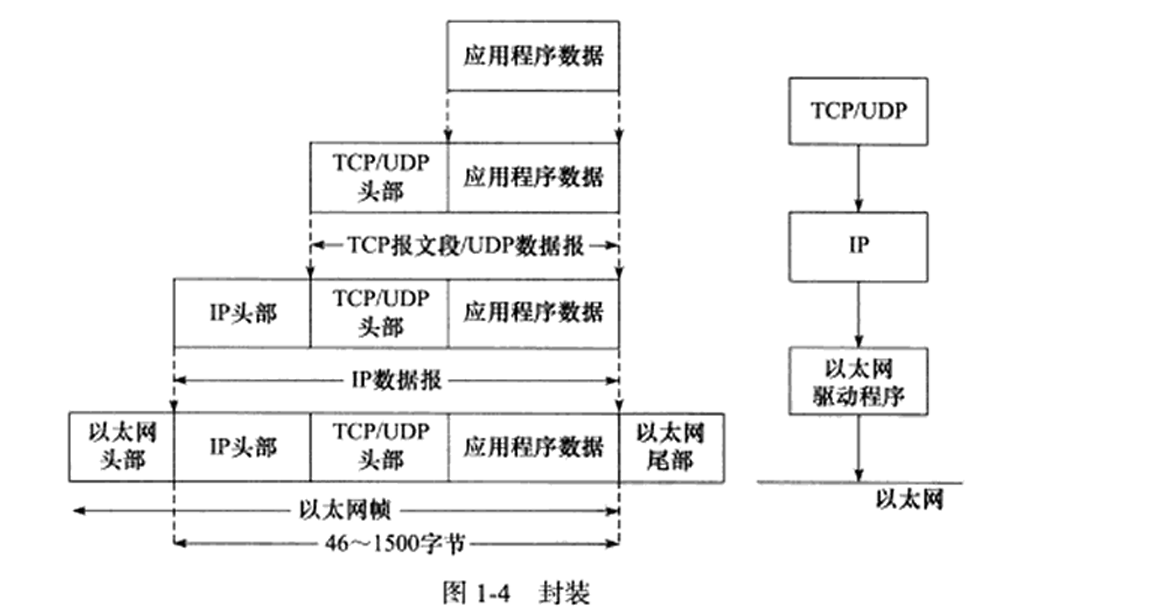 应用程序数据
TCP/UDP
头部
应用程序数据
TCP报文段/UDP数据报
IP头部
TCP/UDP
头部
应用程序数据
IP数据报
以太网
头部
IP头部
TCP/UDP
头部
应用程序数据
以太网
尾部
以太网帧
46～1500字节
TCP/UDP
IP
以太网
驱动程序
以太网
图 1-4 封装